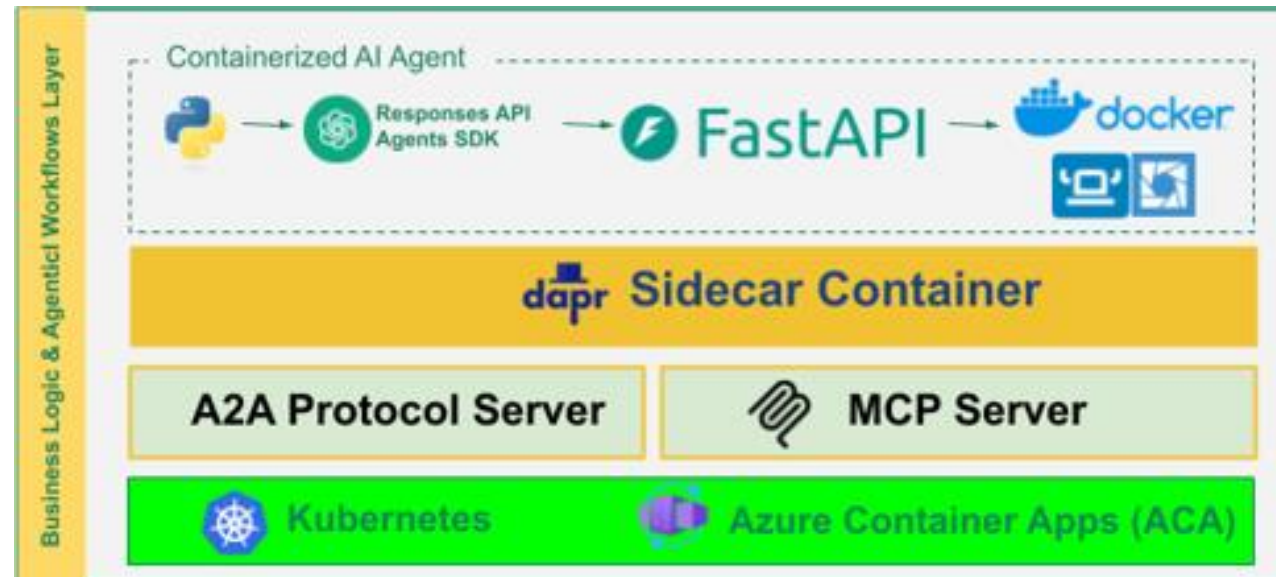 Business Logic & Agenticl Workflows Layer
Containerized AI Agent
Responses API
Agents SDK
FastAPI
docker
dapr Sidecar Container
A2A Protocol Server
MCP Server
Kubernetes
Azure Container Apps (ACA)